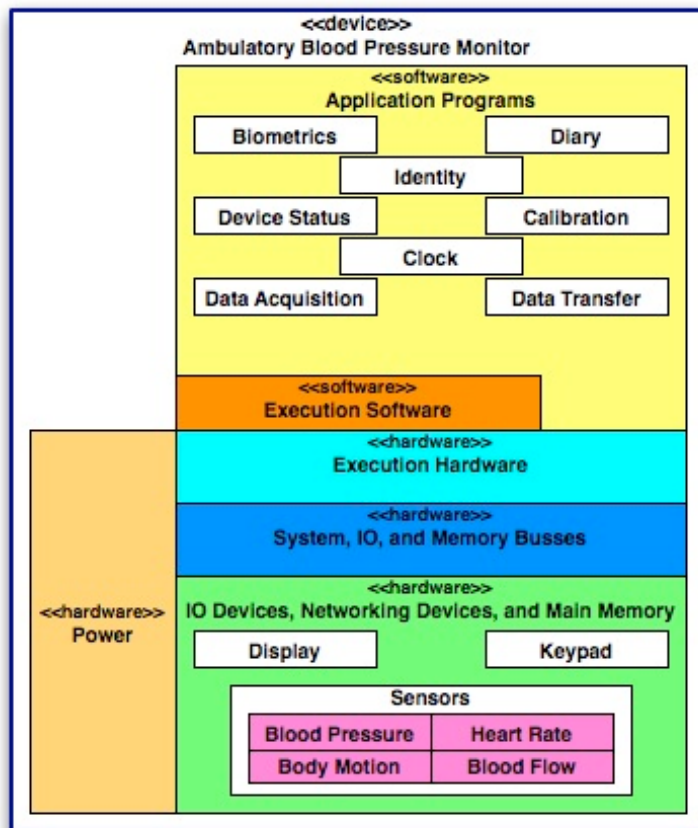 <<device>>
Ambulatory Blood Pressure Monitor
<<software>>
Application Programs
Biometrics
Diary
Identity
Device Status
Calibration
Clock
Data Acquisition
Data Transfer
<<software>>
Execution Software
<<hardware>>
Execution Hardware
<<hardware>>
System, IO, and Memory Busses
<<hardware>>
Power
<<hardware>>
IO Devices, Networking Devices, and Main Memory
Display
Keypad
Sensors
Blood Pressure
Heart Rate
Body Motion
Blood Flow